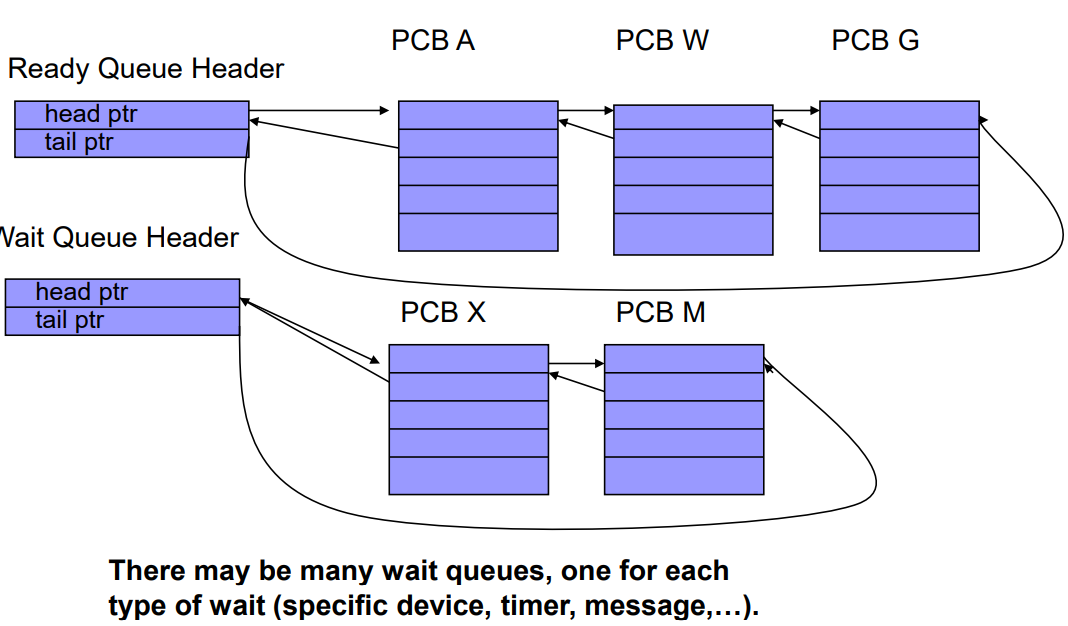 PCB A
PCB W
PCB G
Ready Queue Header
head ptr
tail ptr
Wait Queue Header
head ptr
tail ptr
PCB X
PCB M
There may be many wait queues, one for each
type of wait (specific device, timer, message,…).